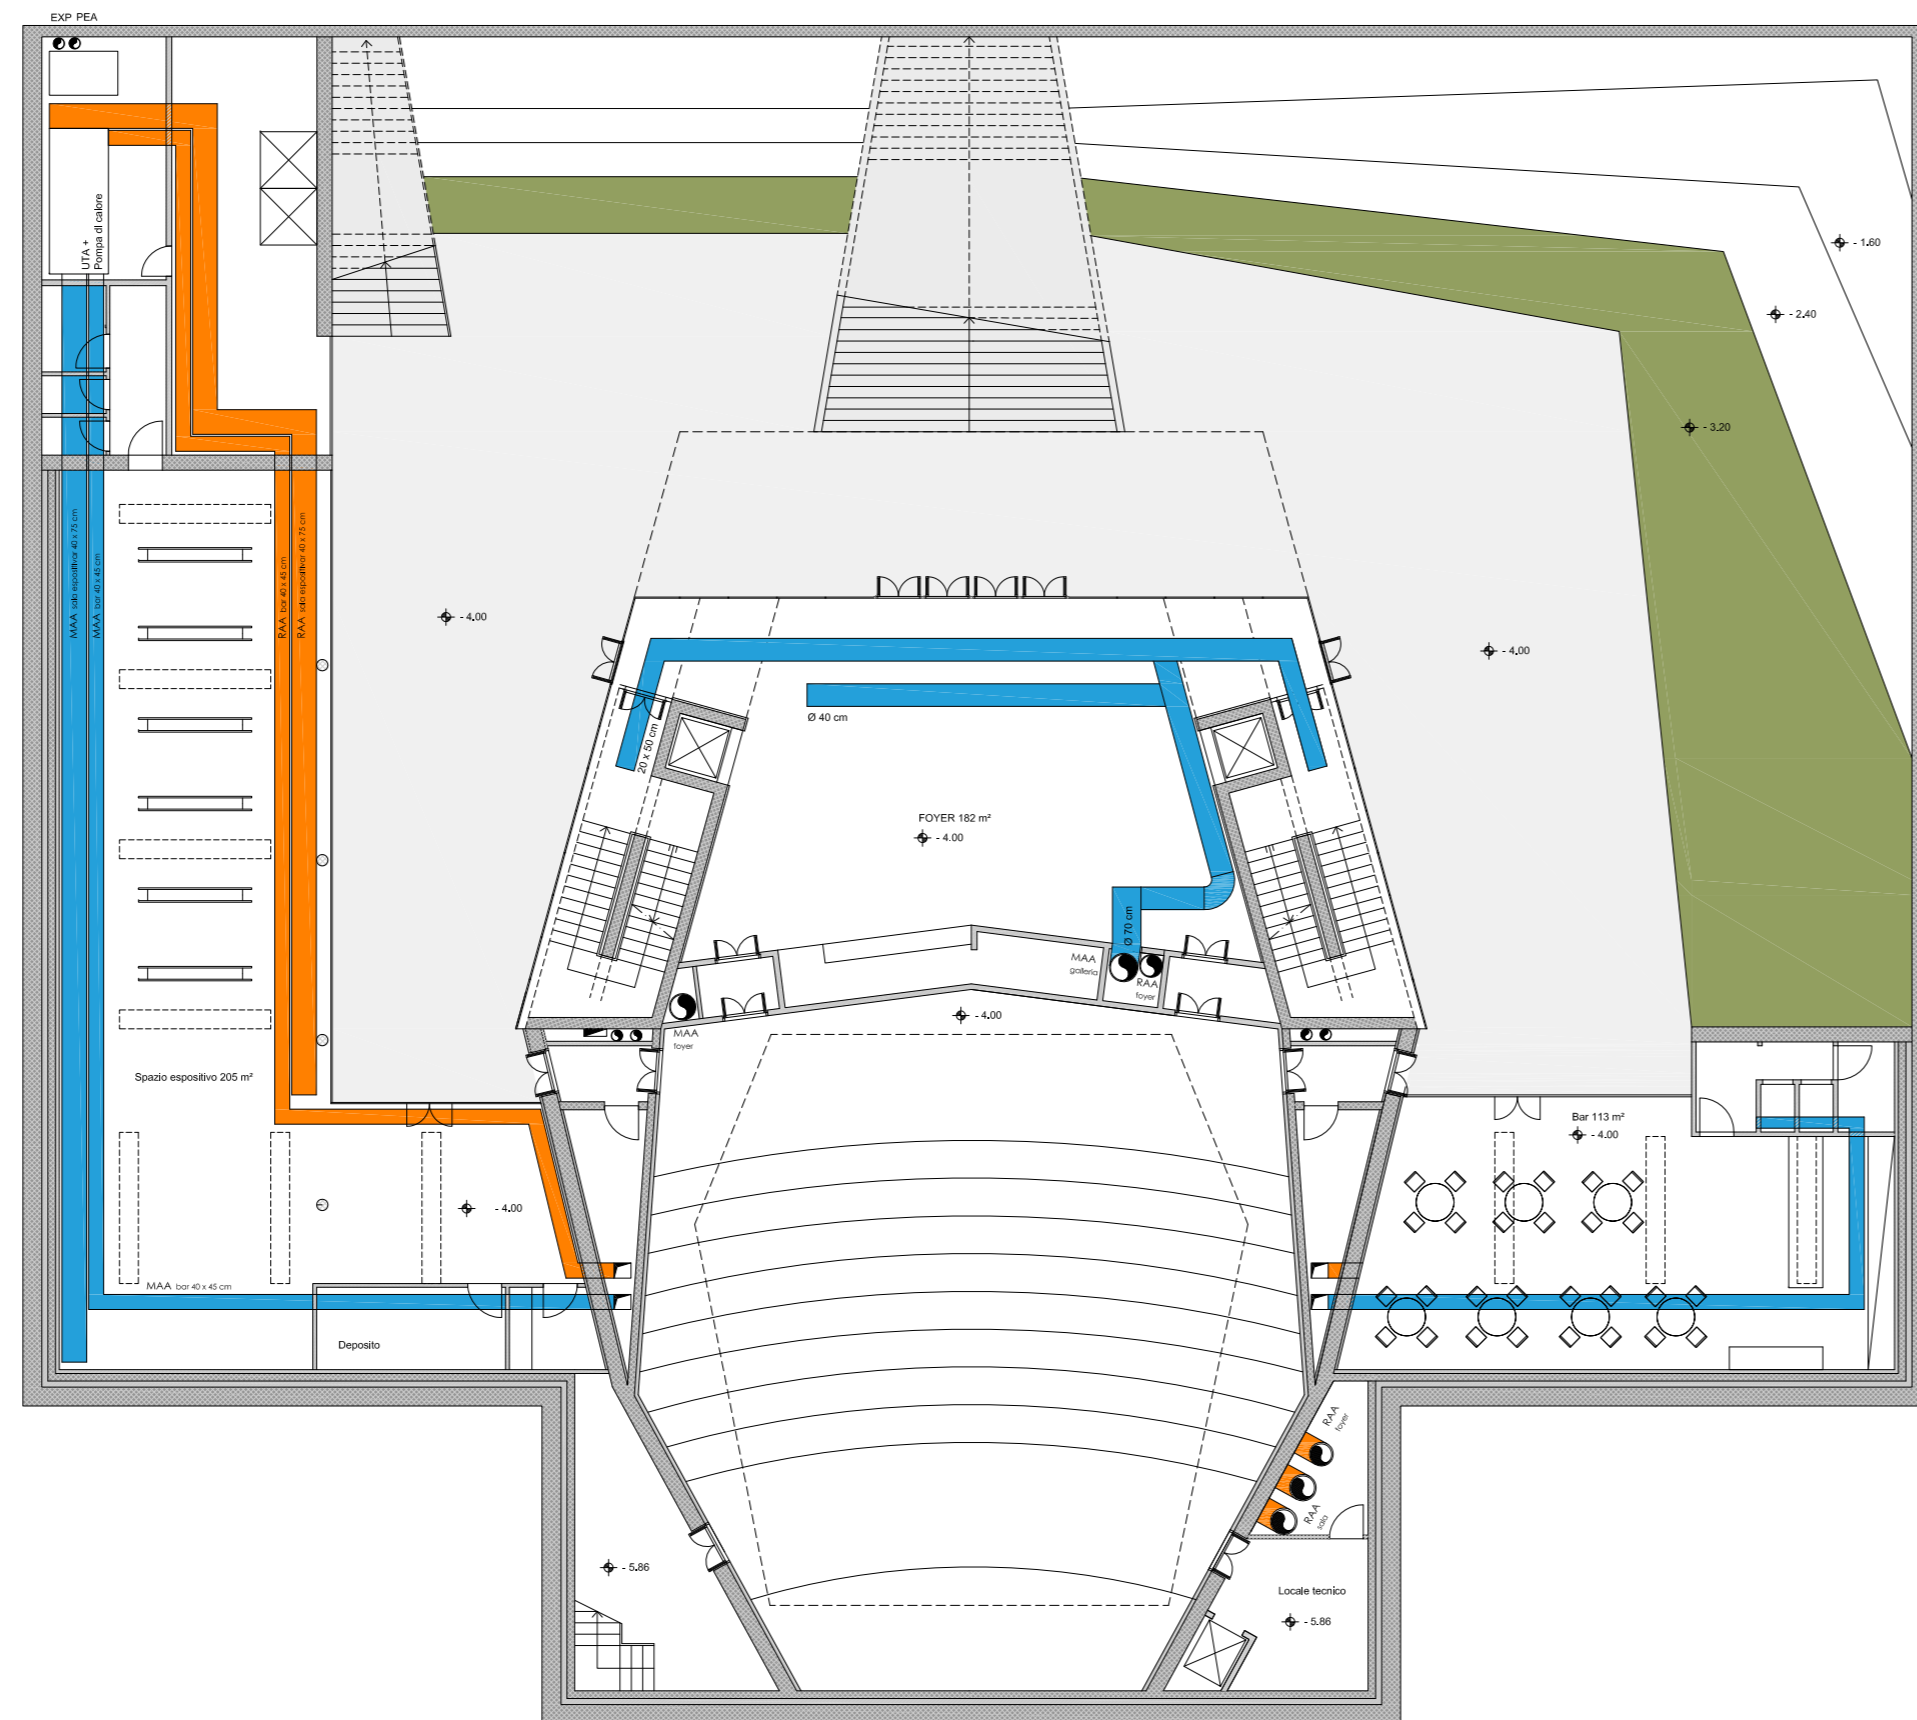 EXP PEA
UTA +
Pompa di calore
- 1.60
- 2.40
- 3.20
MAA sala espositiva 40 x 75 cm
MAA bar 40 x 45 cm
RAA bar 40 x 45 cm
RAA sala espositiva 40 x 75 cm
- 4.00
- 4.00
Ø 40 cm
20 x 50 cm
FOYER 182 m²
- 4.00
Ø 70 cm
MAA
galleria
RAA
foyer
MAA
foyer
- 4.00
Spazio espositivo 205 m²
Bar 113 m²
- 4.00
- 4.00
MAA bar 40 x 45 cm
Deposito
RAA
foyer
RAA
sala
- 5.86
Locale tecnico
- 5.86